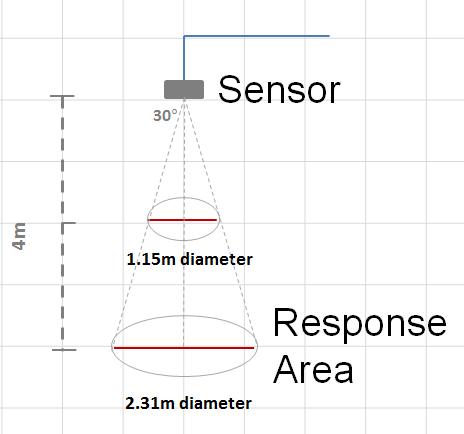 Sensor
30°
4m
1.15m diameter
Response
Area
2.31m diameter